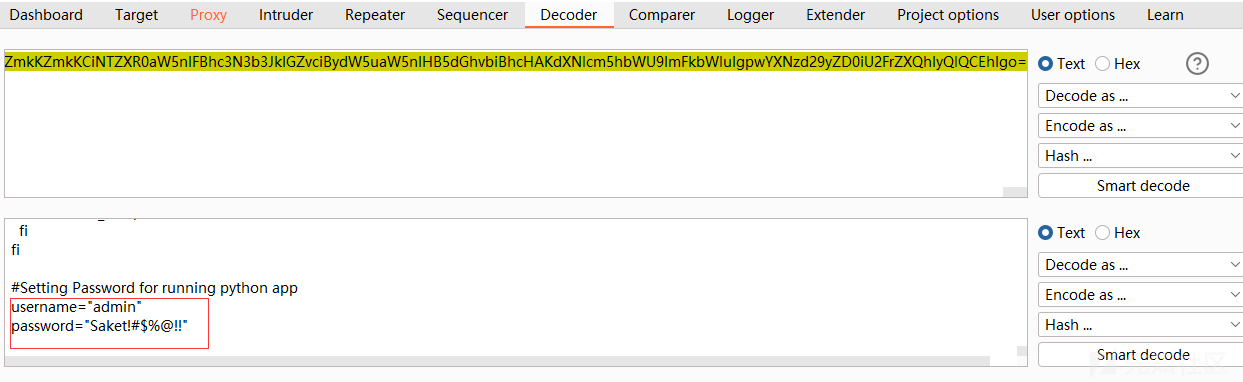 Dashboard Target Proxy Intruder Repeater Sequencer Decoder Comparer Logger Extender Project options User options Learn
ZmkKZmkKCiNTZXR0aW5nIFBhc3N3b3JkIGZvciBydW5uaW5nIHB5dGhvbiBhcHAKdXNlcm5hbWU9ImFkbWluIgpwYXNzd29yZD0iU2FrZXQhIyQlQCEhIgo=
Text Hex ?
Decode as ...
Encode as ...
Hash ...
Smart decode
fi
fi
#Setting Password for running python app
username="admin"
password="Saket!#$%@!!"
Text Hex
Decode as ...
Encode as ...
Hash ...
Smart decode